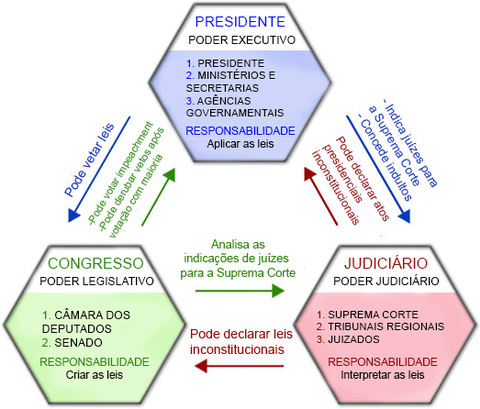 PRESIDENTE
PODER EXECUTIVO
1. PRESIDENTE
2. MINISTÉRIOS E
SECRETARIAS
3. AGÊNCIAS
GOVERNAMENTAIS
RESPONSABILIDADE
Aplicar as leis
Pode vetar leis
-Pode votar impeachment
-Pode derubar vetos após
votação com maioria
Pode declarar atos
presidenciais
inconstitucionais
- Indica juízes para
a Suprema Corte
- Concede indultos
CONGRESSO
PODER LEGISLATIVO
1. CÂMARA DOS
DEPUTADOS
2. SENADO
RESPONSABILIDADE
Criar as leis
Analisa as
indicações de juízes
para a Suprema Corte
Pode declarar leis
inconstitucionais
JUDICIÁRIO
PODER JUDICIÁRIO
1. SUPREMA CORTE
2. TRIBUNAIS REGIONAIS
3. JUIZADOS
RESPONSABILIDADE
Interpretar as leis